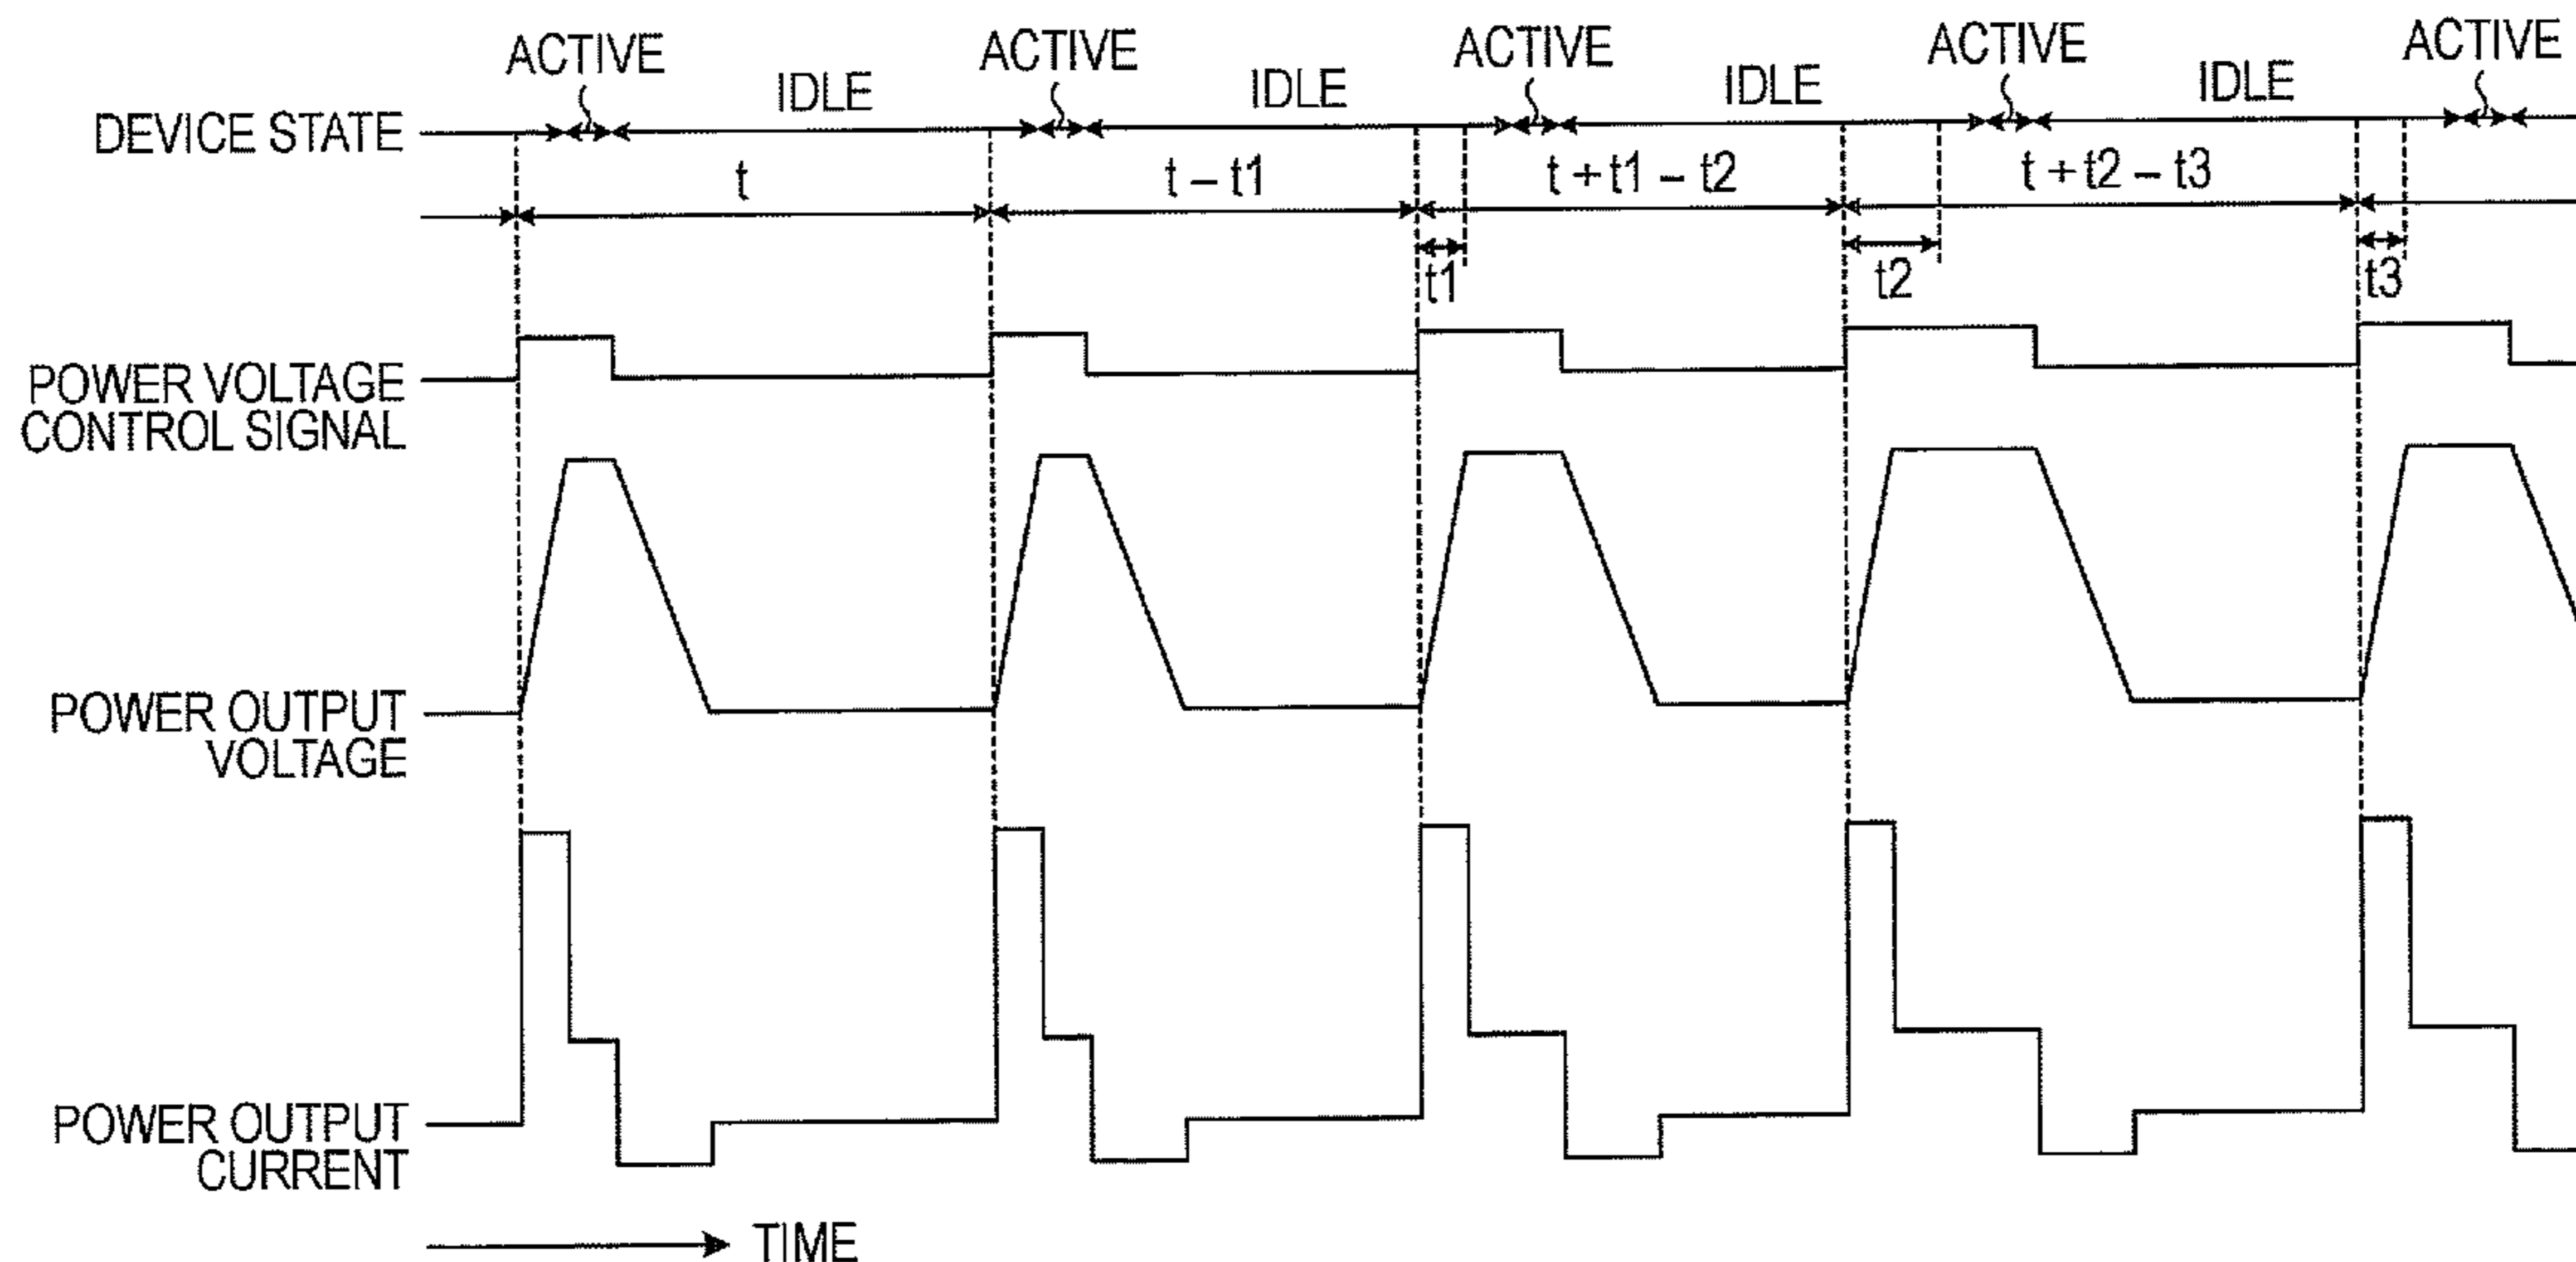 ACTIVE ACTIVE ACTIVE ACTIVE ACTIVE
IDLE IDLE IDLE IDLE
DEVICE STATE
t t – t1 t + t1 – t2 t + t2 – t3
t1 t2 t3
POWER VOLTAGE
CONTROL SIGNAL
POWER OUTPUT
VOLTAGE
POWER OUTPUT
CURRENT
TIME